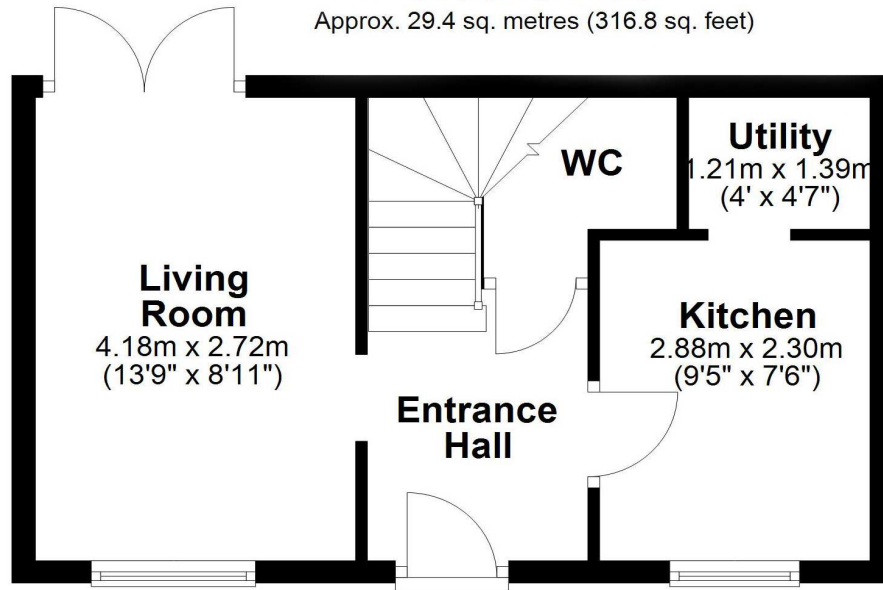 Approx. 29.4 sq. metres (316.8 sq. feet)
Utility
1.21m x 1.39m
(4' x 4'7")
WC
Living
Room
4.18m x 2.72m
(13'9" x 8'11")
Kitchen
2.88m x 2.30m
(9'5" x 7'6")
Entrance
Hall